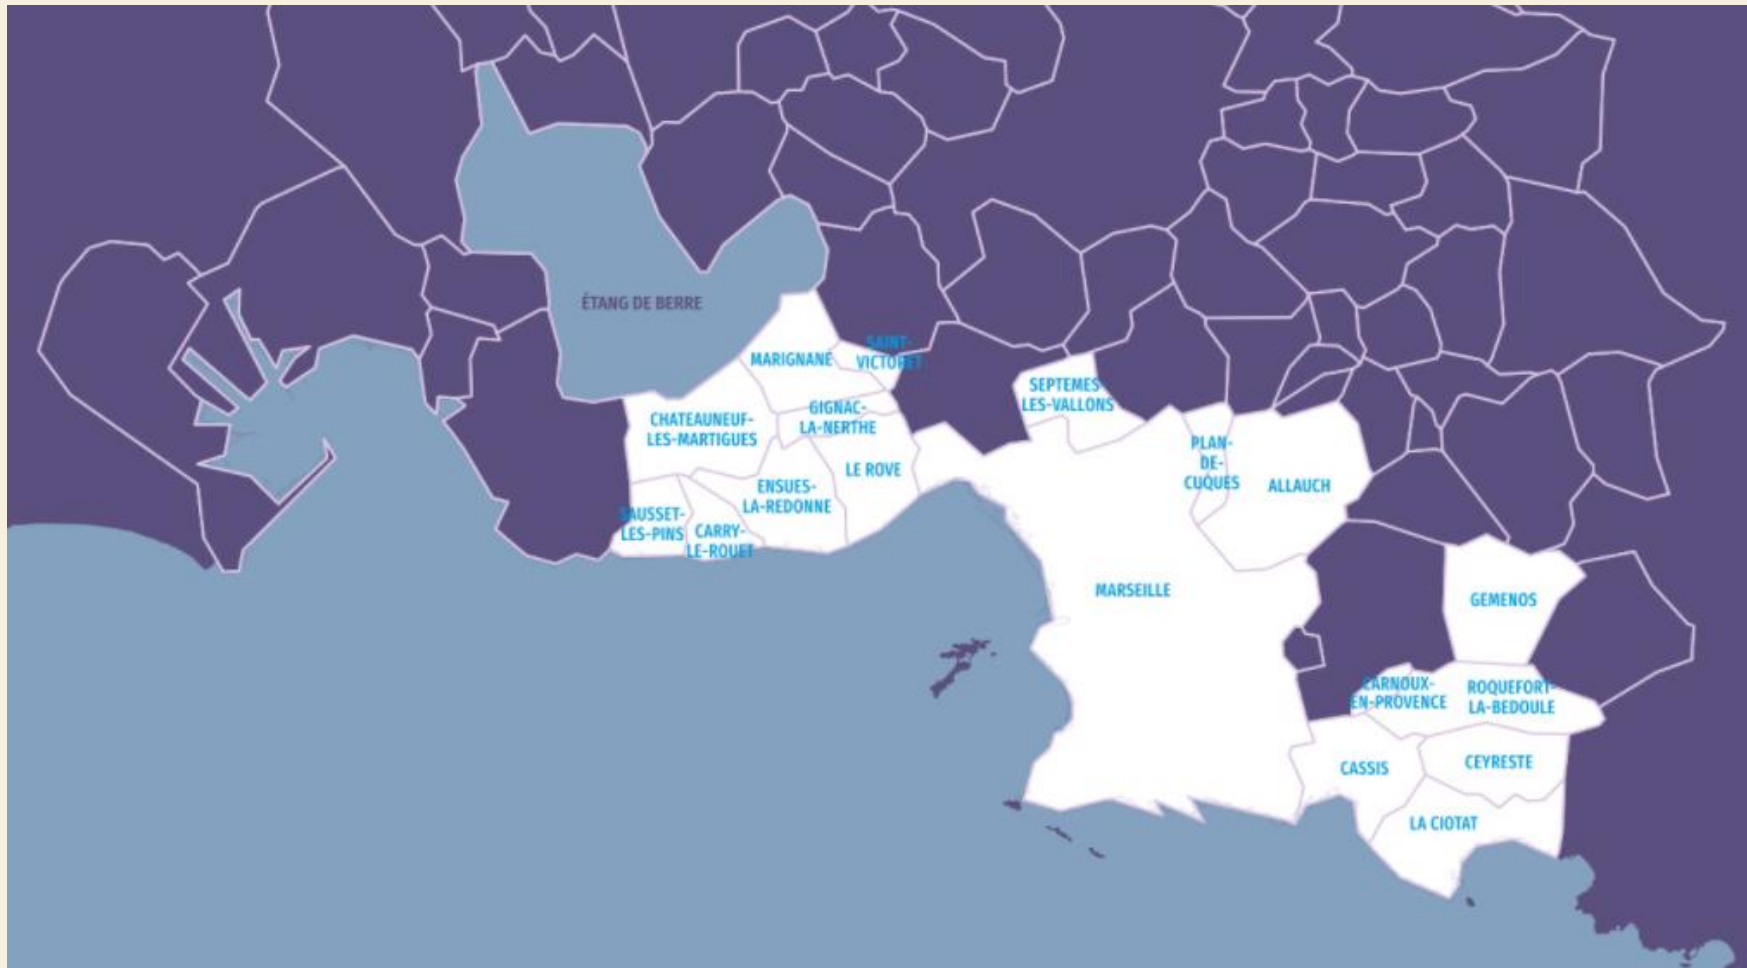 ÉTANG DE BERRE
MARIGNANE
SAINT-
VICTORET
SEPTEMES
LES-VALLONS
CHATEAUNEUF-
LES-MARTIGUES
GIGNAC-
LA-NERTHE
PLAN-
DE-
CUQUES
LE ROVE
ALLAUCH
ENSUES-
LA-REDONNE
SAUSSET-
LES-PINS
CARRY-
LE-ROUET
MARSEILLE
GEMENOS
CARNOUX-
EN-PROVENCE
ROQUEFORT-
LA-BEDOULE
CASSIS
CEYRESTE
LA CIOTAT